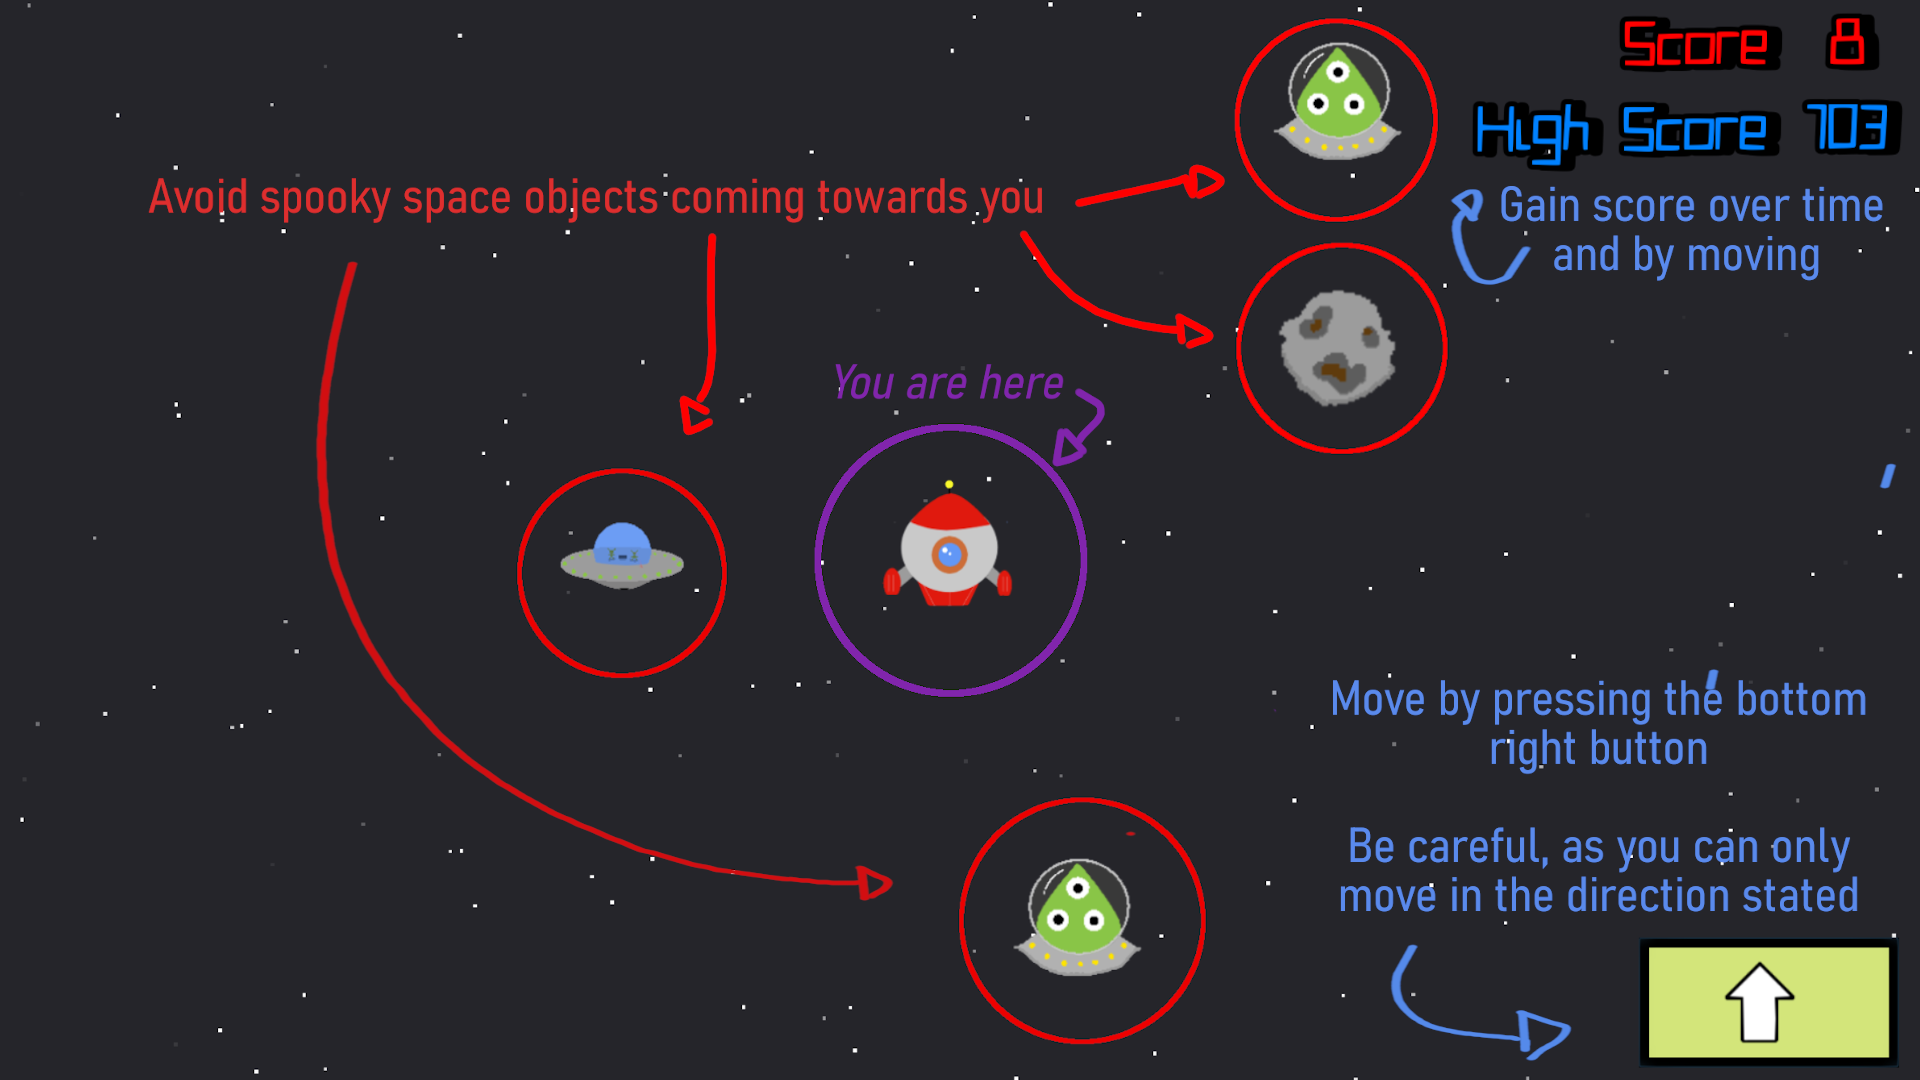 Score 8
High Score 703
Avoid spooky space objects coming towards you
Gain score over time
and by moving
You are here
Move by pressing the bottom
right button
Be careful, as you can only
move in the direction stated